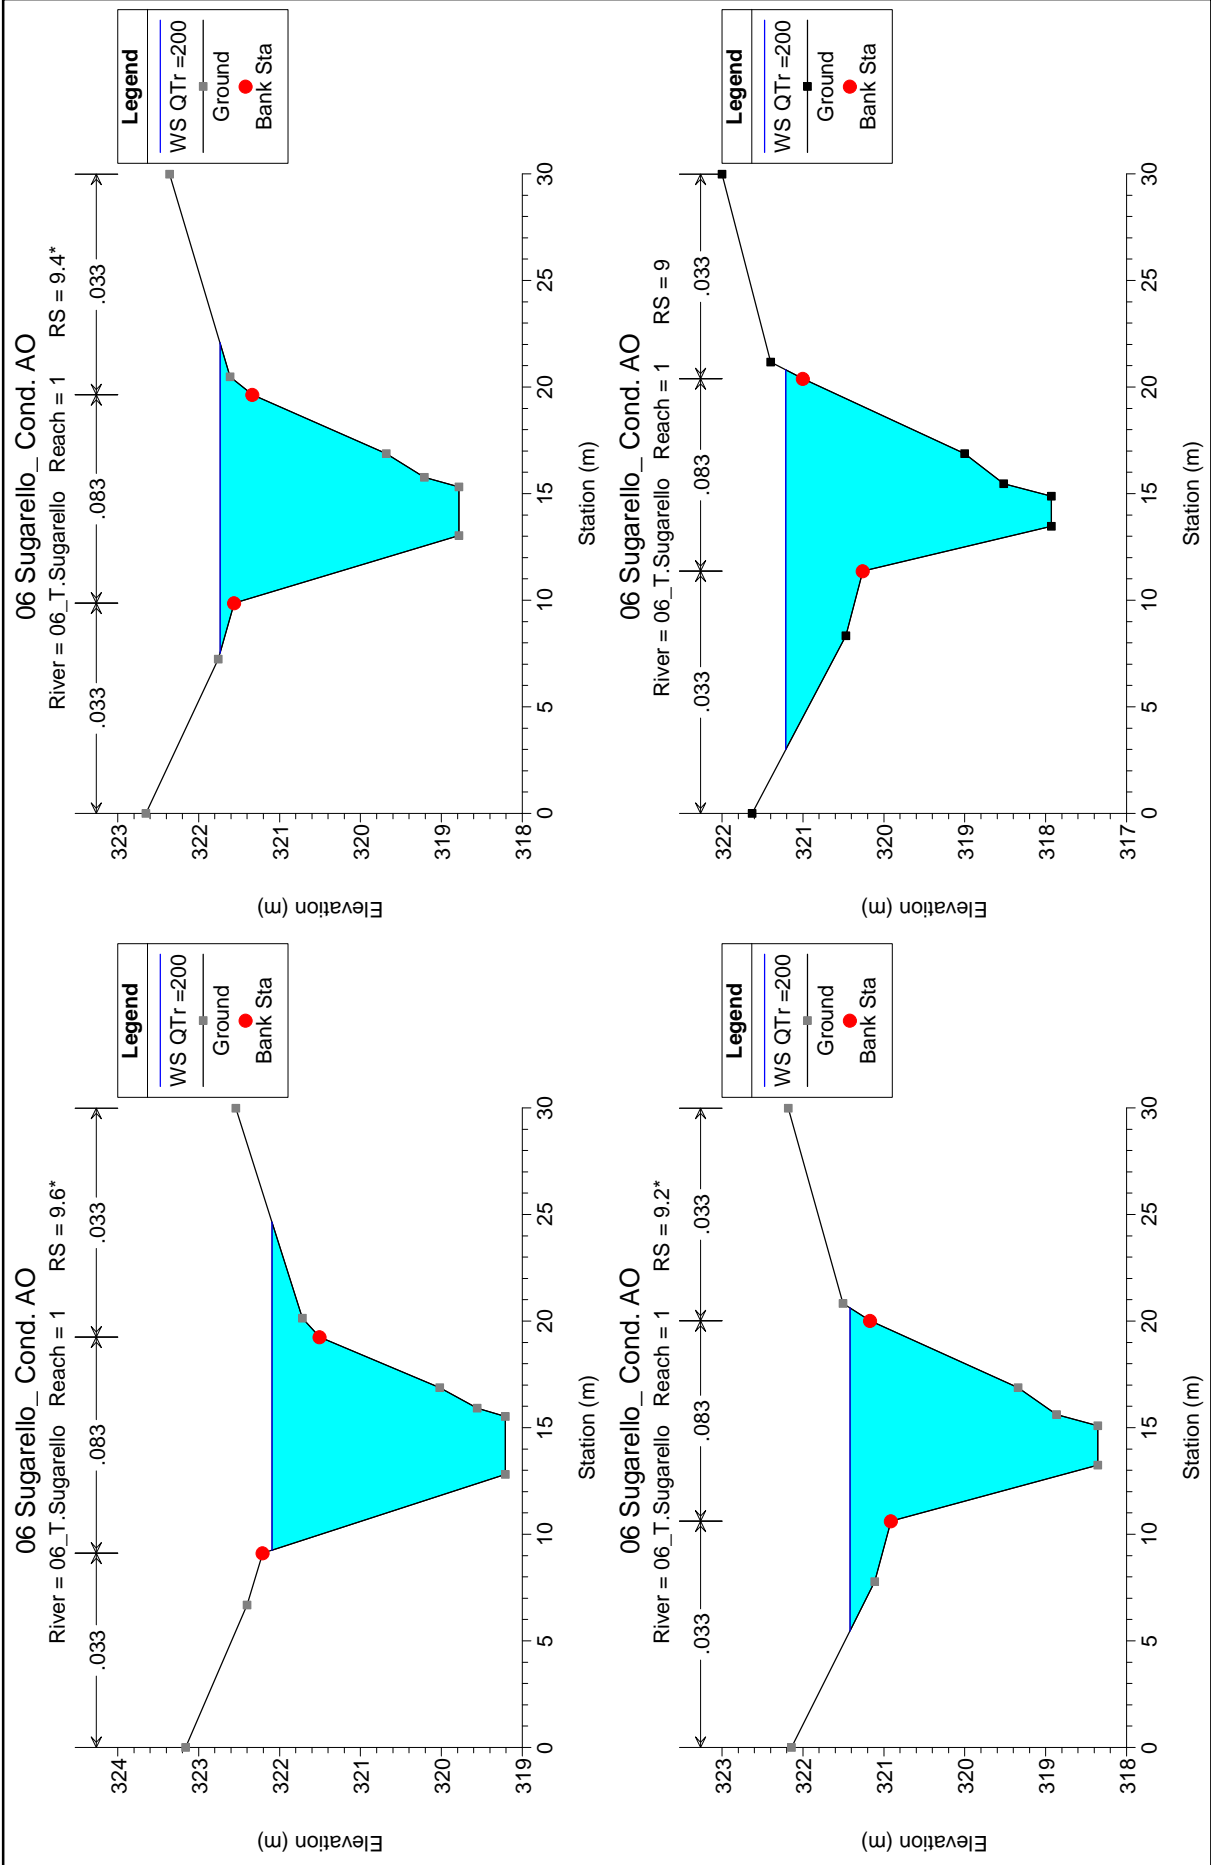 06 Sugarello_ Cond. AO
River = 06_T.Sugarello Reach = 1 RS = 9.6*
.033
.083
.033
324
323
322
321
320
319
Elevation (m)
0
5
10
15
20
25
30
Station (m)
Legend
WS QTr =200
Ground
Bank Sta
06 Sugarello_ Cond. AO
River = 06_T.Sugarello Reach = 1 RS = 9.4*
.033
.083
.033
323
322
321
320
319
318
Elevation (m)
0
5
10
15
20
25
30
Station (m)
Legend
WS QTr =200
Ground
Bank Sta
06 Sugarello_ Cond. AO
River = 06_T.Sugarello Reach = 1 RS = 9.2*
.033
.083
.033
323
322
321
320
319
318
Elevation (m)
0
5
10
15
20
25
30
Station (m)
Legend
WS QTr =200
Ground
Bank Sta
06 Sugarello_ Cond. AO
River = 06_T.Sugarello Reach = 1 RS = 9
.033
.083
.033
322
321
320
319
318
317
Elevation (m)
0
5
10
15
20
25
30
Station (m)
Legend
WS QTr =200
Ground
Bank Sta